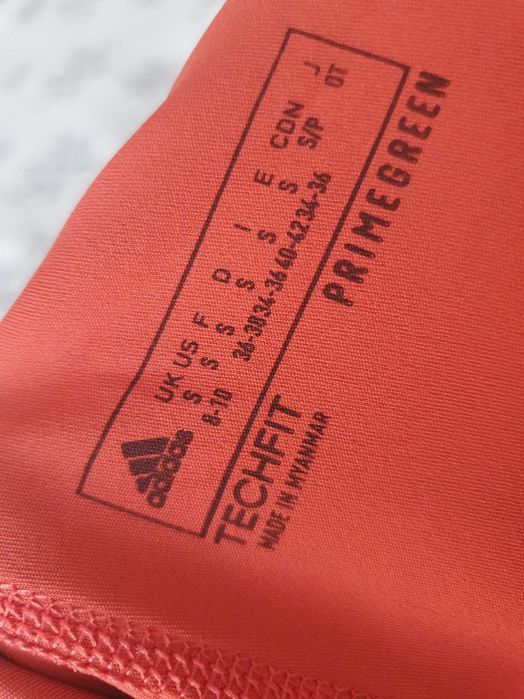 adidas
UK US F D I E CDN J
S S S S S S S/P OT
8-10 36-38 34-36 40-42 34-36
TECHFIT PRIMEGREEN
MADE IN MYANMAR